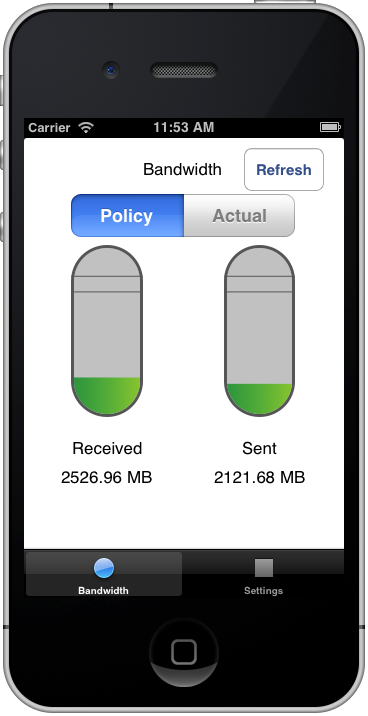 Carrier 11:53 AM
Bandwidth Refresh
Policy Actual
Received Sent
2526.96 MB 2121.68 MB
Bandwidth Settings